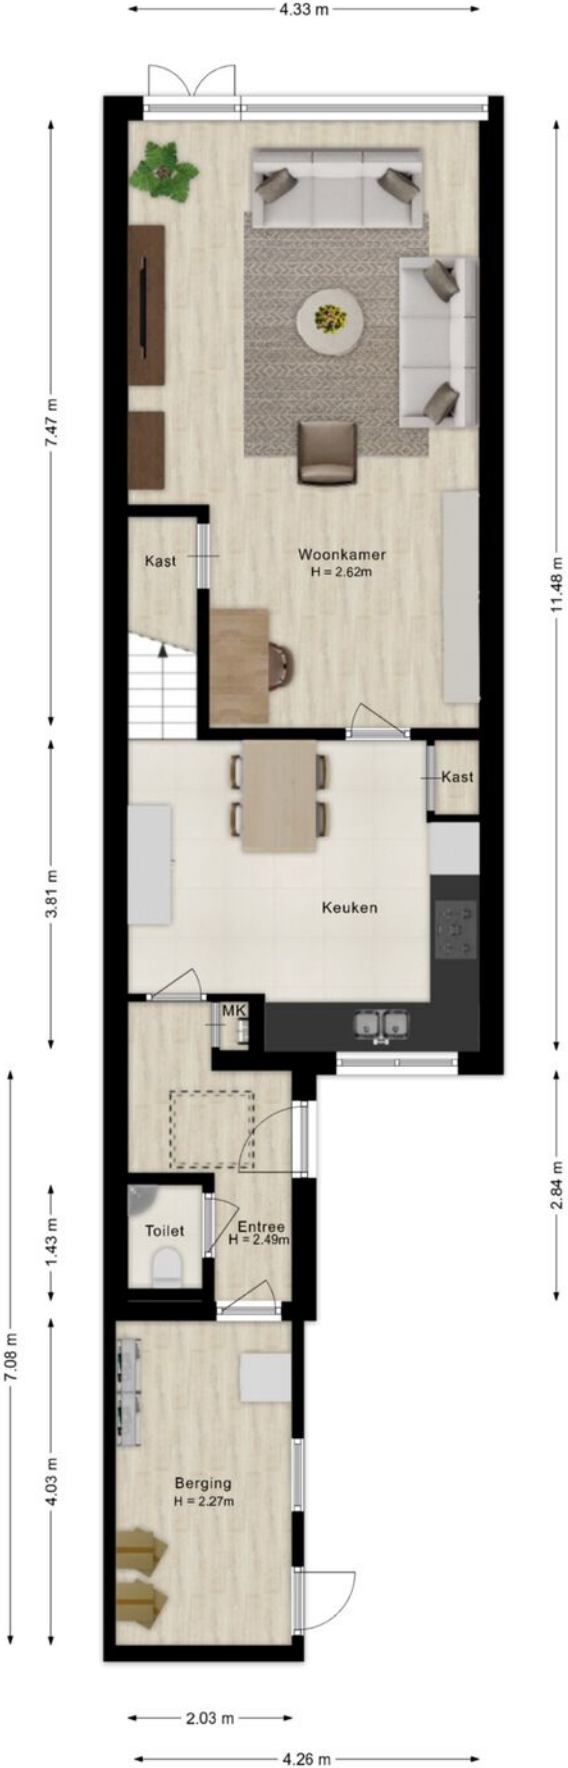 4.33 m
7.47 m
11.48 m
Kast
Woonkamer
H = 2.62m
Kast
3.81 m
Keuken
MK
2.84 m
1.43 m
Toilet
Entree
H = 2.49m
7.08 m
4.03 m
Berging
H = 2.27m
2.03 m
4.26 m